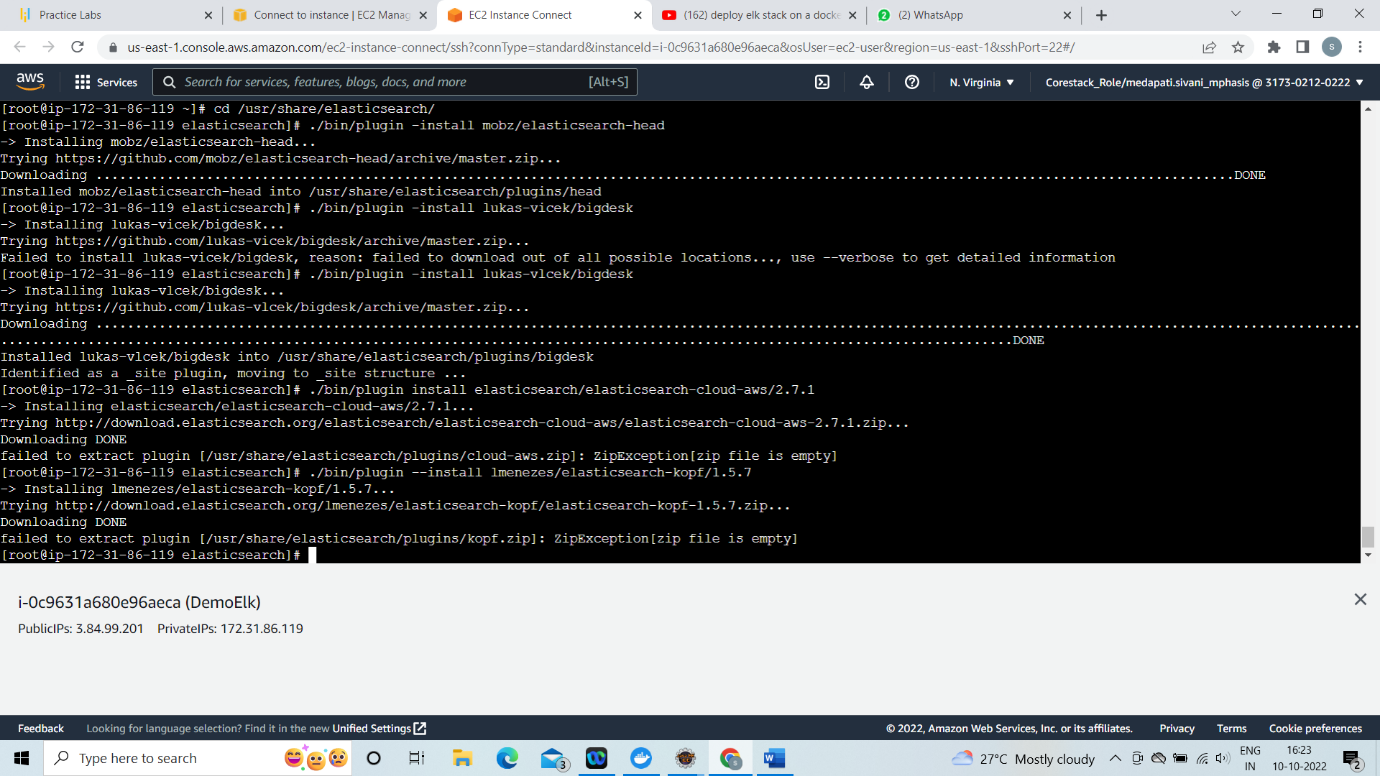 Practice Labs
Connect to instance | EC2 Manag
EC2 Instance Connect
(162) deploy elk stack on a docke
(2) WhatsApp
us-east-1.console.aws.amazon.com/ec2-instance-connect/ssh?connType=standard&instanceId=i-0c9631a680e96aeca&osUser=ec2-user&region=us-east-1&sshPort=22#/
S
aws
Services
Search for services, features, blogs, docs, and more
[Alt+S]
N. Virginia
Corestack_Role/medapati.sivani_mphasis @ 3173-0212-0222
[root@ip-172-31-86-119 ~]# cd /usr/share/elasticsearch/
[root@ip-172-31-86-119 elasticsearch]# ./bin/plugin -install mobz/elasticsearch-head
-> Installing mobz/elasticsearch-head...
Trying https://github.com/mobz/elasticsearch-head/archive/master.zip...
Downloading ................................................................................................................................................DONE
Installed mobz/elasticsearch-head into /usr/share/elasticsearch/plugins/head
[root@ip-172-31-86-119 elasticsearch]# ./bin/plugin -install lukas-vicek/bigdesk
-> Installing lukas-vicek/bigdesk...
Trying https://github.com/lukas-vicek/bigdesk/archive/master.zip...
Failed to install lukas-vicek/bigdesk, reason: failed to download out of all possible locations..., use --verbose to get detailed information
[root@ip-172-31-86-119 elasticsearch]# ./bin/plugin -install lukas-vlcek/bigdesk
-> Installing lukas-vlcek/bigdesk...
Trying https://github.com/lukas-vlcek/bigdesk/archive/master.zip...
Downloading ................................................................................................................................................................
................................................................................................................................DONE
Installed lukas-vlcek/bigdesk into /usr/share/elasticsearch/plugins/bigdesk
Identified as a _site plugin, moving to _site structure ...
[root@ip-172-31-86-119 elasticsearch]# ./bin/plugin install elasticsearch/elasticsearch-cloud-aws/2.7.1
-> Installing elasticsearch/elasticsearch-cloud-aws/2.7.1...
Trying http://download.elasticsearch.org/elasticsearch/elasticsearch-cloud-aws/elasticsearch-cloud-aws-2.7.1.zip...
Downloading DONE
failed to extract plugin [/usr/share/elasticsearch/plugins/cloud-aws.zip]: ZipException[zip file is empty]
[root@ip-172-31-86-119 elasticsearch]# ./bin/plugin --install lmenezes/elasticsearch-kopf/1.5.7
-> Installing lmenezes/elasticsearch-kopf/1.5.7...
Trying http://download.elasticsearch.org/lmenezes/elasticsearch-kopf/elasticsearch-kopf-1.5.7.zip...
Downloading DONE
failed to extract plugin [/usr/share/elasticsearch/plugins/kopf.zip]: ZipException[zip file is empty]
[root@ip-172-31-86-119 elasticsearch]#
i-0c9631a680e96aeca (DemoElk)
PublicIPs: 3.84.99.201 PrivateIPs: 172.31.86.119
Feedback
Looking for language selection? Find it in the new Unified Settings
© 2022, Amazon Web Services, Inc. or its affiliates.
Privacy
Terms
Cookie preferences
Type here to search
3
27°C Mostly cloudy
ENG
IN
16:23
10-10-2022
2